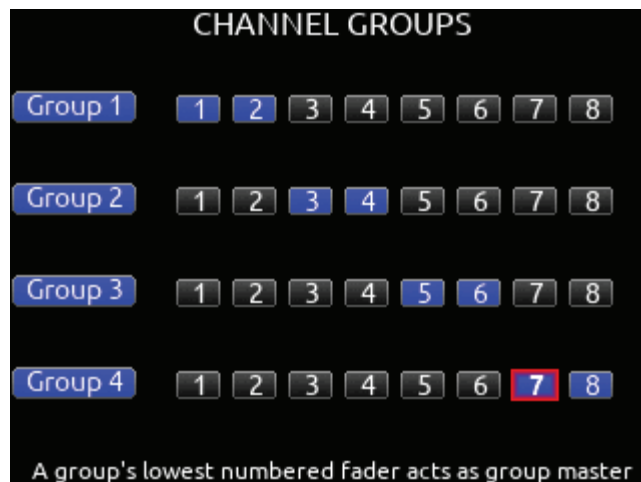 CHANNEL GROUPS
Group 1 1 2 3 4 5 6 7 8
Group 2 1 2 3 4 5 6 7 8
Group 3 1 2 3 4 5 6 7 8
Group 4 1 2 3 4 5 6 7 8
A group's lowest numbered fader acts as group master